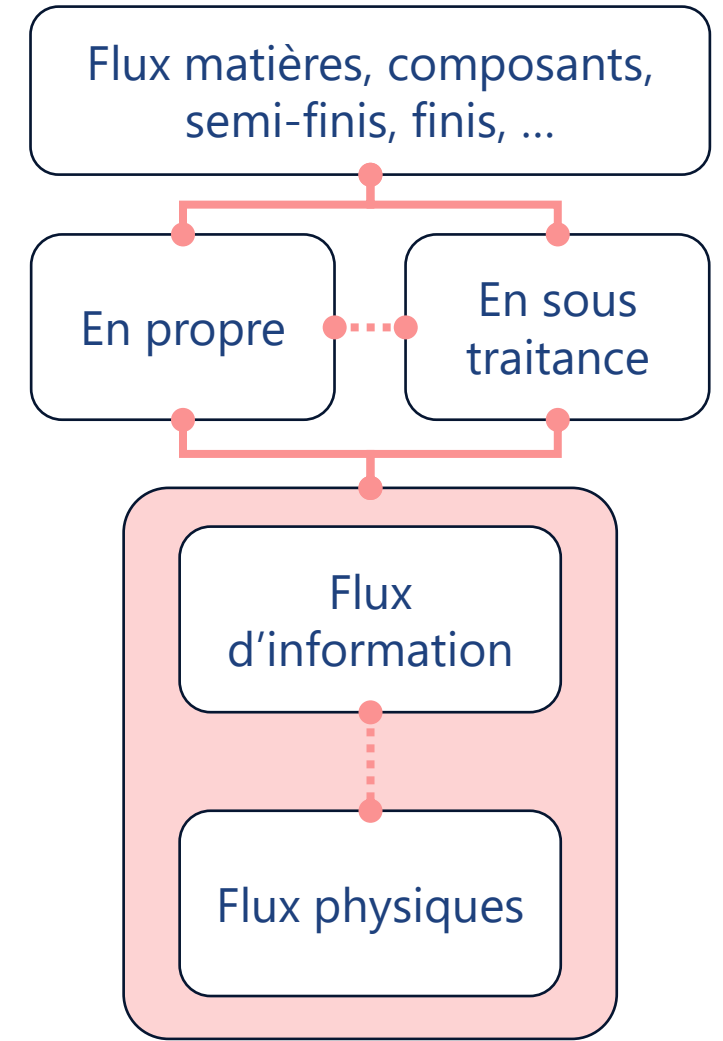 Flux matières, composants,
semi-finis, finis, ...
En propre
En sous
traitance
Flux
d’information
Flux physiques